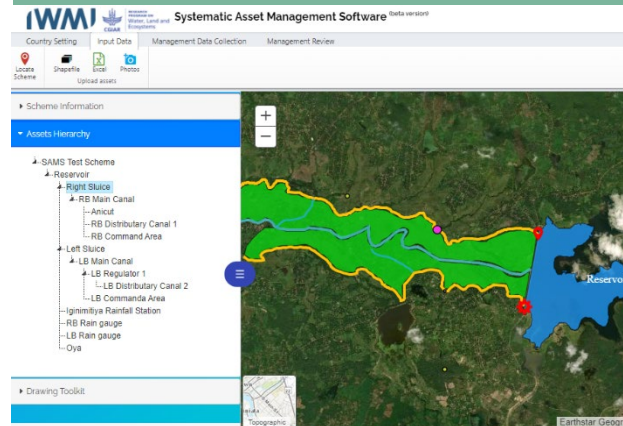 IWMI
CGIAR
RESEARCH
PROGRAM ON
Water, Land and
Ecosystems
Systematic Asset Management Software (beta version)
Country Setting Input Data Management Data Collection Management Review
Locate
Scheme
Shapefile Excel Photos
Upload assets
Scheme Information
Assets Hierarchy
SAMS Test Scheme
Reservoir
Right Sluice
RB Main Canal
Anicut
RB Distributary Canal 1
RB Command Area
Left Sluice
LB Main Canal
LB Regulator 1
LB Distributary Canal 2
LB Commanda Area
Iginimitiya Rainfall Station
RB Rain gauge
LB Rain gauge
Oya
Drawing Toolkit
+
−
Reservo
Topographic
Earthstar Geogr